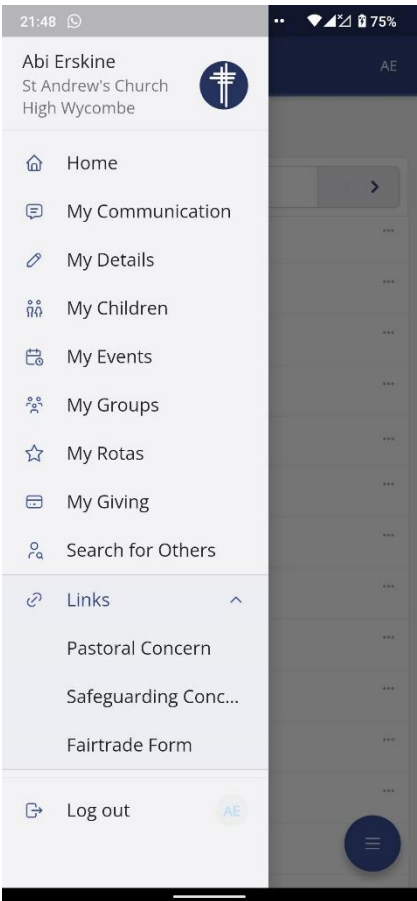 21:48
75%
Abi Erskine
St Andrew's Church
High Wycombe
AE
Home
My Communication
My Details
My Children
My Events
My Groups
My Rotas
My Giving
Search for Others
Links
Pastoral Concern
Safeguarding Conc...
Fairtrade Form
Log out
AE